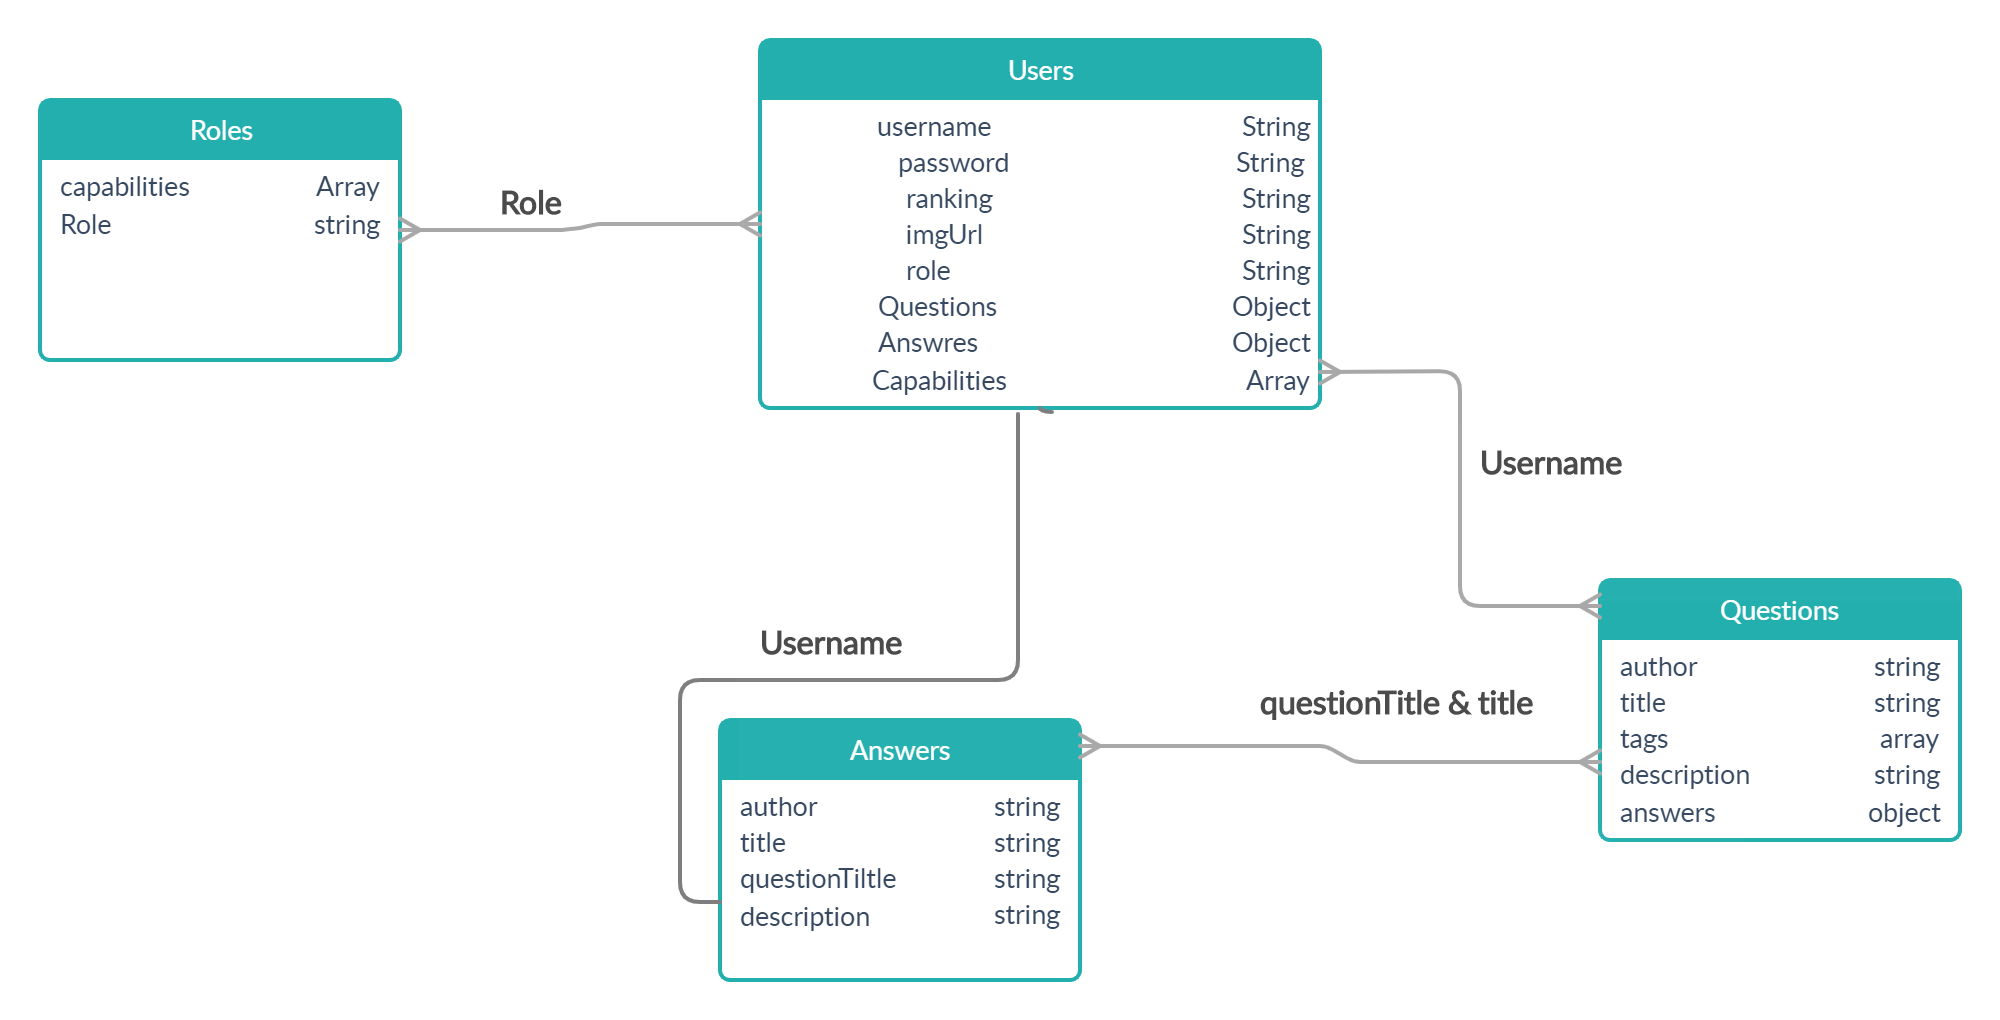 Users
username String
password String
ranking String
imgUrl String
role String
Questions Object
Answres Object
Capabilities Array
Roles
capabilities Array
Role string
Role
Username
Username
questionTitle & title
Questions
author string
title string
tags array
description string
answers object
Answers
author string
title string
questionTiltle string
description string